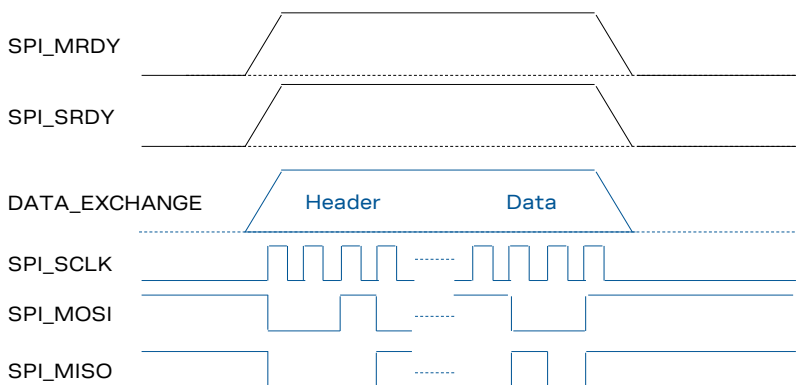 SPI_MRDY
SPI_SRDY
DATA_EXCHANGE Header Data
SPI_SCLK
SPI_MOSI
SPI_MISO